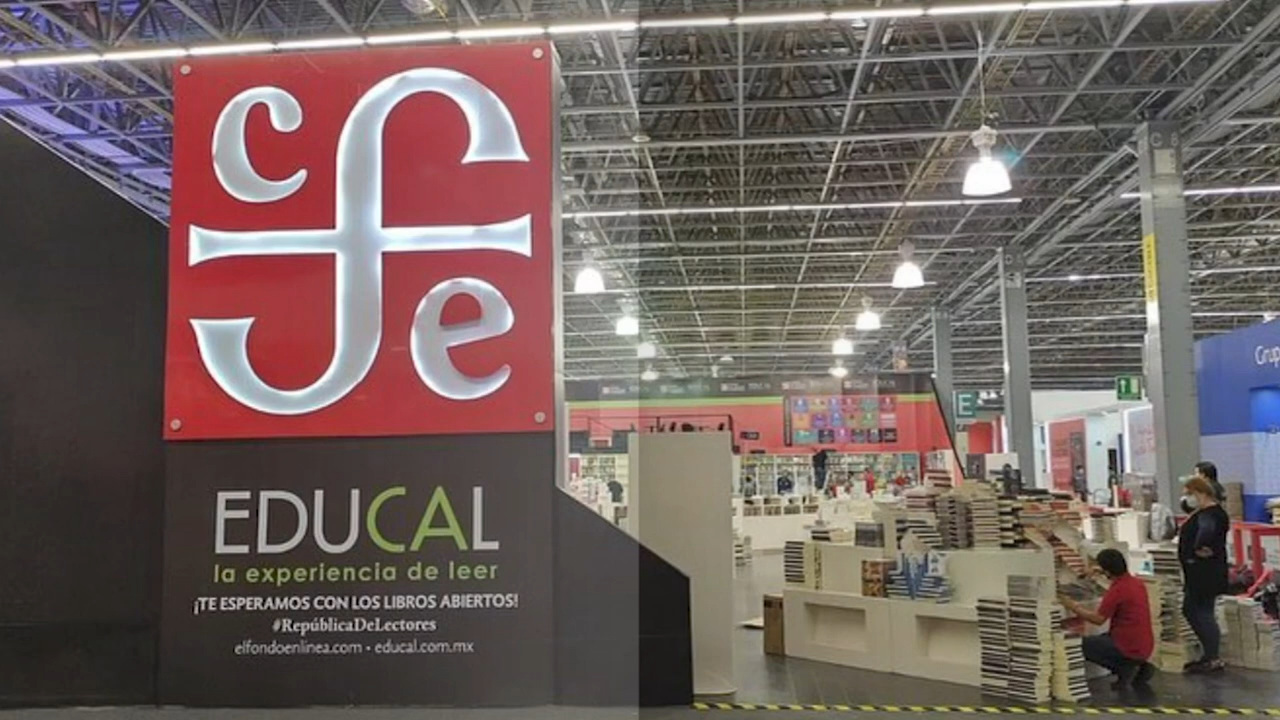 cfe
EDUCAL
la experiencia de leer
¡TE ESPERAMOS CON LOS LIBROS ABIERTOS!
#RepúblicaDeLectores
elfondoenlinea.com • educal.com.mx
E